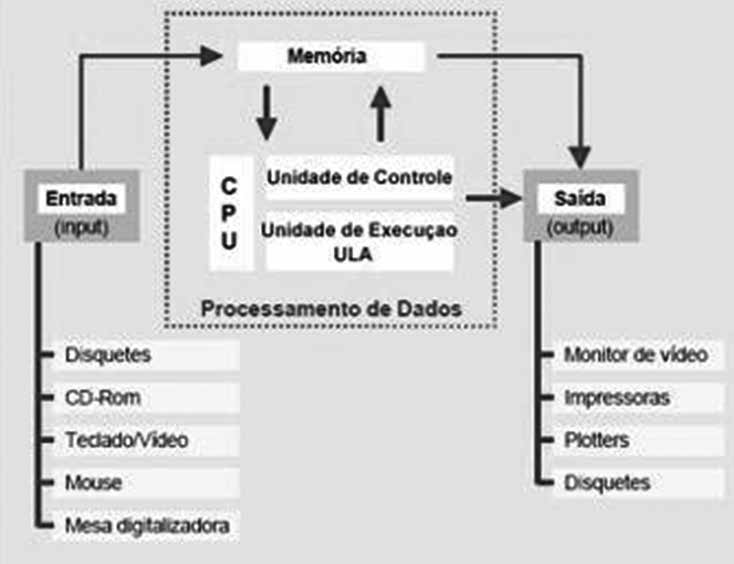 Memória
CPU
Unidade de Controle
Unidade de Execuçao
ULA
Processamento de Dados
Entrada
(input)
Disquetes
CD-Rom
Teclado/Vídeo
Mouse
Mesa digitalizadora
Saída
(output)
Monitor de vídeo
Impressoras
Plotters
Disquetes